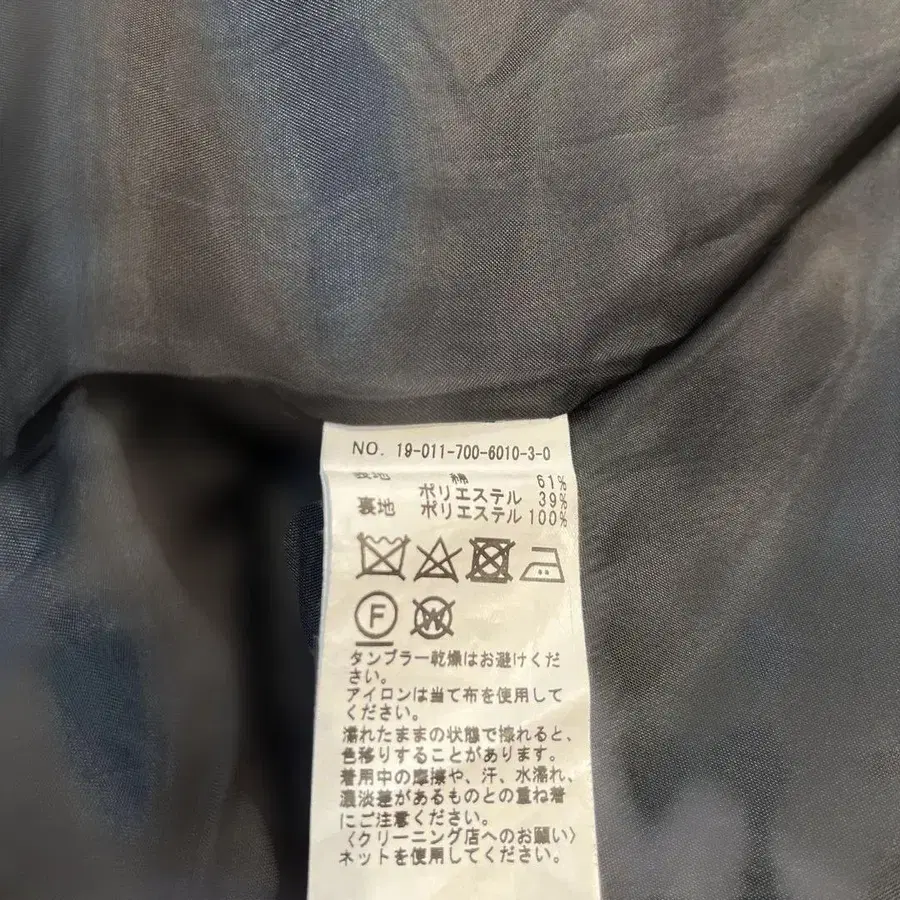 NO. 19-011-700-6010-3-0
表地 綿 61%
ポリエステル 39%
裏地 ポリエステル 100%
F W
タンブラー乾燥はお避けくだ
さい。
アイロンは当て布を使用して
ください。
濡れたままの状態で擦れると、
色移りすることがあります。
着用中の摩擦や、汗、水濡れ、
濃淡差があるものとの重ね着
にご注意ください。
〈クリーニング店へのお願い〉
ネットを使用してください。